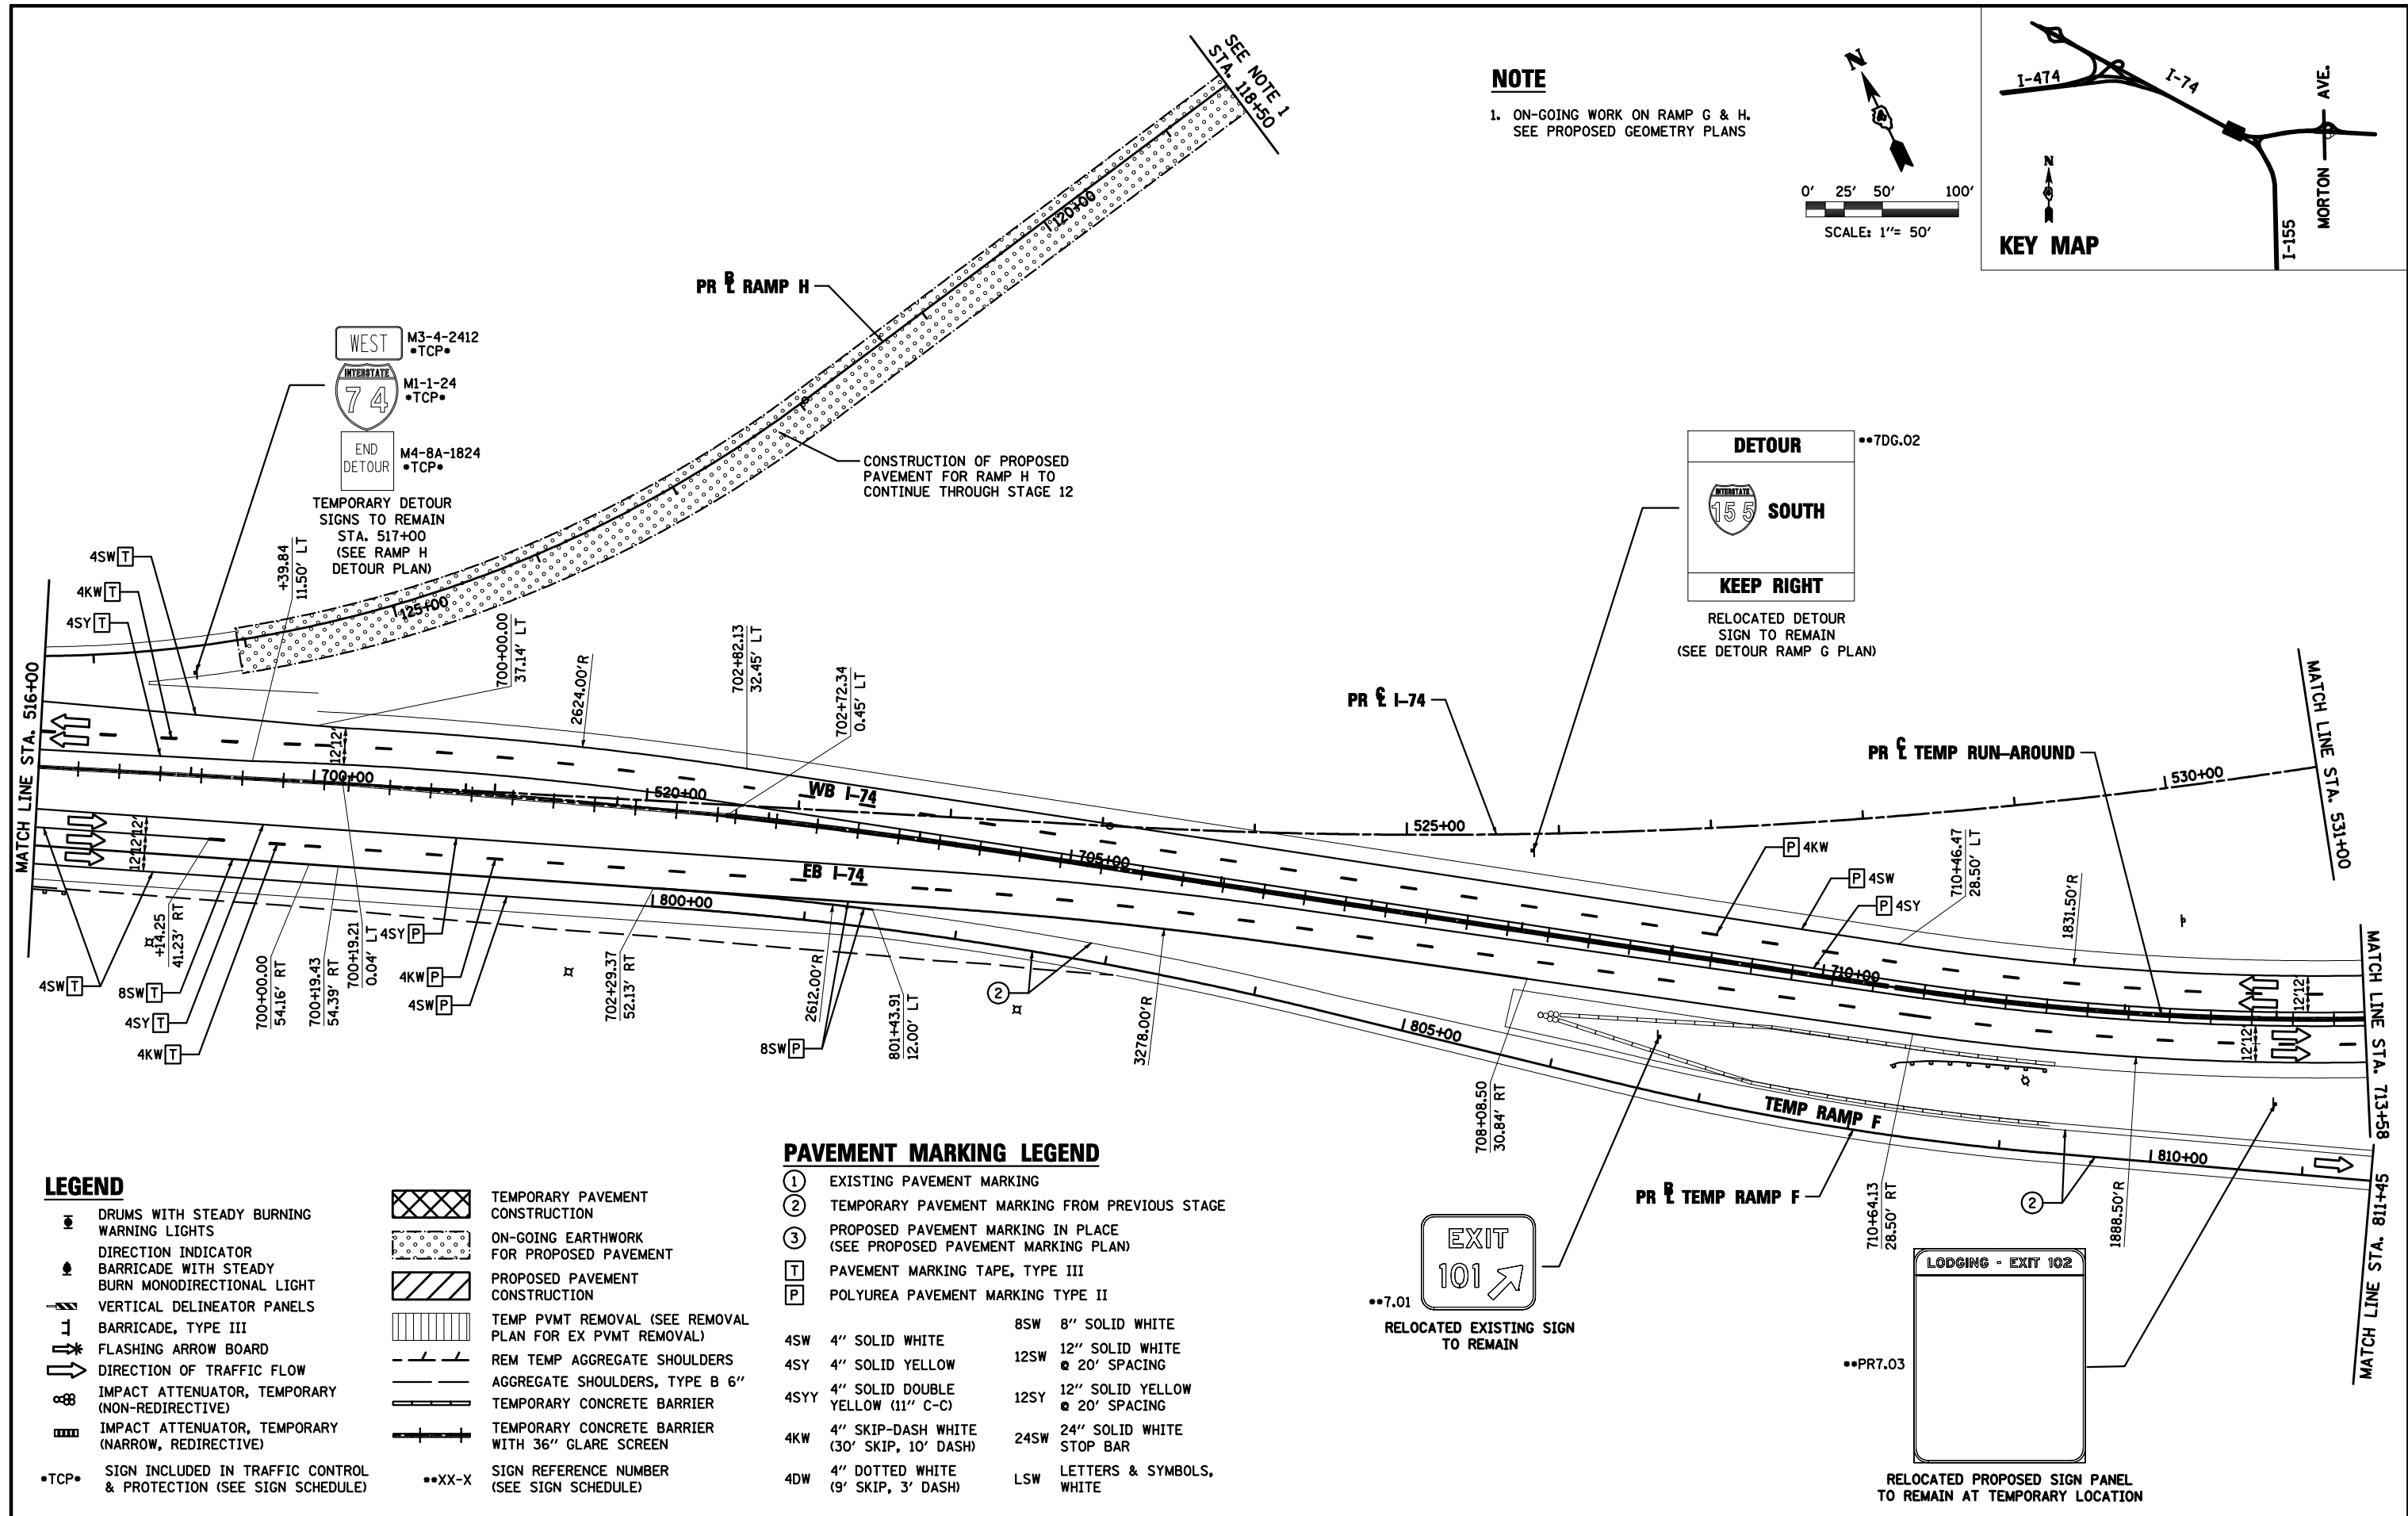 SEE NOTE 1
STA. 118+50
NOTE
1. ON-GOING WORK ON RAMP G & H.
SEE PROPOSED GEOMETRY PLANS
N
0' 25' 50' 100'
SCALE: 1"= 50'
I-474
I-74
MORTON AVE.
I-155
N
KEY MAP
120+00
PR BL RAMP H
WEST
M3-4-2412
*TCP*
INTERSTATE
74
M1-1-24
*TCP*
END
DETOUR
M4-8A-1824
*TCP*
TEMPORARY DETOUR
SIGNS TO REMAIN
STA. 517+00
(SEE RAMP H
DETOUR PLAN)
CONSTRUCTION OF PROPOSED
PAVEMENT FOR RAMP H TO
CONTINUE THROUGH STAGE 12
DETOUR
**7DG.02
INTERSTATE
155
SOUTH
KEEP RIGHT
RELOCATED DETOUR
SIGN TO REMAIN
(SEE DETOUR RAMP G PLAN)
4SW T
4KW T
4SY T
+39.84
11.50' LT
125+00
700+00.00
37.14' LT
2624.00'R
702+82.13
32.45' LT
702+72.34
0.45' LT
PR CL I-74
PR CL TEMP RUN-AROUND
MATCH LINE STA. 516+00
MATCH LINE STA. 531+00
530+00
12' 12'
700+00
520+00
WB I-74
525+00
705+00
EB I-74
P 4KW
P 4SW
P 4SY
710+46.47
28.50' LT
1831.50'R
12' 12' 12'
800+00
710+00
12' 12'
12' 12'
MATCH LINE STA. 713+58
4SW T
+14.25
41.23' RT
8SW T
4SY T
4KW T
700+00.00
54.16' RT
700+19.43
54.39' RT
700+19.21
0.04' LT
4SY P
4KW P
4SW P
702+29.37
52.13' RT
2612.00'R
8SW P
801+43.91
12.00' LT
2
3278.00'R
805+00
708+08.50
30.84' RT
TEMP RAMP F
PR BL TEMP RAMP F
710+64.13
28.50' RT
2
1888.50'R
810+00
MATCH LINE STA. 811+45
EXIT
101
**7.01
RELOCATED EXISTING SIGN
TO REMAIN
LODGING - EXIT 102
**PR7.03
RELOCATED PROPOSED SIGN PANEL
TO REMAIN AT TEMPORARY LOCATION
LEGEND
DRUMS WITH STEADY BURNING
WARNING LIGHTS
DIRECTION INDICATOR
BARRICADE WITH STEADY
BURN MONODIRECTIONAL LIGHT
VERTICAL DELINEATOR PANELS
BARRICADE, TYPE III
FLASHING ARROW BOARD
DIRECTION OF TRAFFIC FLOW
IMPACT ATTENUATOR, TEMPORARY
(NON-REDIRECTIVE)
IMPACT ATTENUATOR, TEMPORARY
(NARROW, REDIRECTIVE)
*TCP* SIGN INCLUDED IN TRAFFIC CONTROL
& PROTECTION (SEE SIGN SCHEDULE)
TEMPORARY PAVEMENT
CONSTRUCTION
ON-GOING EARTHWORK
FOR PROPOSED PAVEMENT
PROPOSED PAVEMENT
CONSTRUCTION
TEMP PVMT REMOVAL (SEE REMOVAL
PLAN FOR EX PVMT REMOVAL)
REM TEMP AGGREGATE SHOULDERS
AGGREGATE SHOULDERS, TYPE B 6"
TEMPORARY CONCRETE BARRIER
TEMPORARY CONCRETE BARRIER
WITH 36" GLARE SCREEN
**XX-X SIGN REFERENCE NUMBER
(SEE SIGN SCHEDULE)
PAVEMENT MARKING LEGEND
1 EXISTING PAVEMENT MARKING
2 TEMPORARY PAVEMENT MARKING FROM PREVIOUS STAGE
3 PROPOSED PAVEMENT MARKING IN PLACE
(SEE PROPOSED PAVEMENT MARKING PLAN)
T PAVEMENT MARKING TAPE, TYPE III
P POLYUREA PAVEMENT MARKING TYPE II
4SW 4" SOLID WHITE
4SY 4" SOLID YELLOW
4SYY 4" SOLID DOUBLE
YELLOW (11" C-C)
4KW 4" SKIP-DASH WHITE
(30' SKIP, 10' DASH)
4DW 4" DOTTED WHITE
(9' SKIP, 3' DASH)
8SW 8" SOLID WHITE
12SW 12" SOLID WHITE
@ 20' SPACING
12SY 12" SOLID YELLOW
@ 20' SPACING
24SW 24" SOLID WHITE
STOP BAR
LSW LETTERS & SYMBOLS,
WHITE